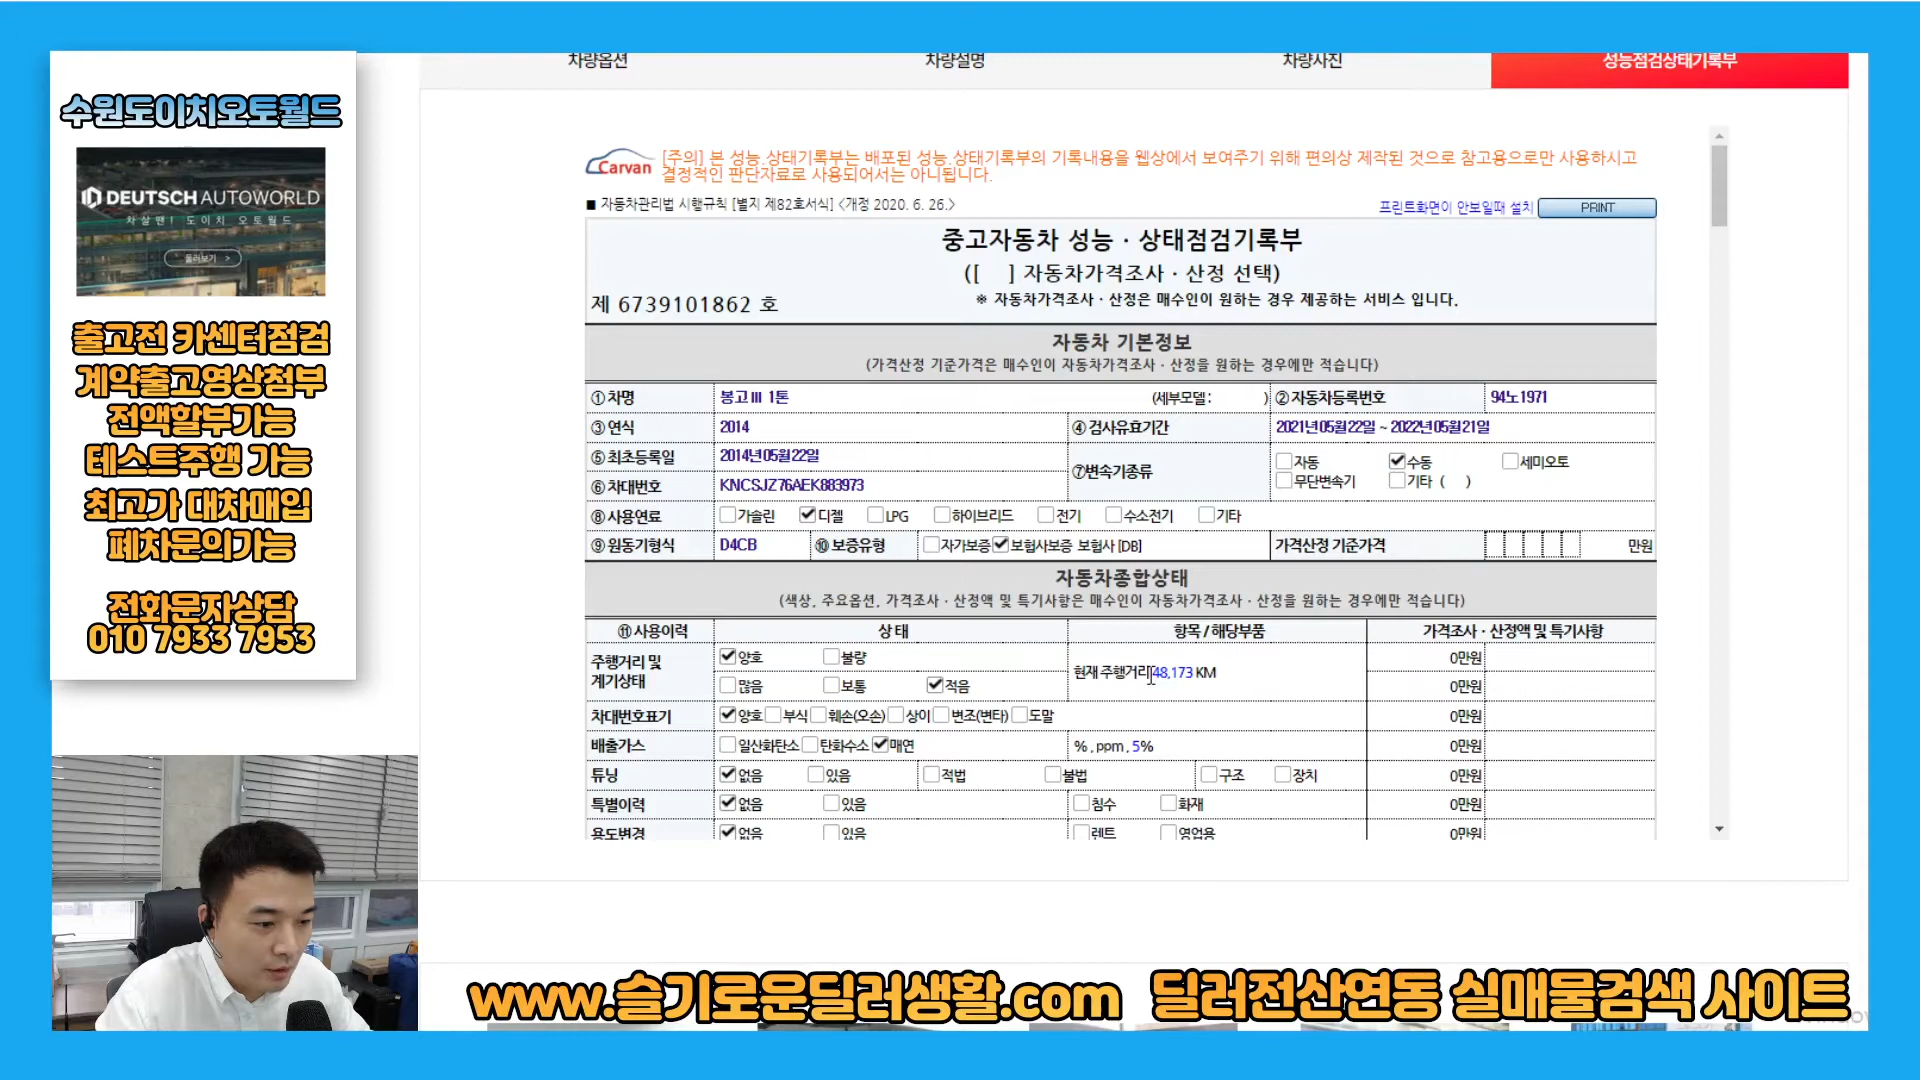 차량옵션
차량설명
차량사진
성능점검상태기록부
수원도이치오토월드
DEUTSCH AUTOWORLD
차 살 땐! 도 이 치 오 토 월 드
둘러보기 >
출고전 카센터점검
계약출고영상첨부
전액할부가능
테스트주행 가능
최고가 대차매입
폐차문의가능
전화문자상담
010 7933 7953
Carvan
[주의] 본 성능.상태기록부는 배포된 성능.상태기록부의 기록내용을 웹상에서 보여주기 위해 편의상 제작된 것으로 참고용으로만 사용하시고
결정적인 판단자료로 사용되어서는 아니됩니다.
■ 자동차관리법 시행규칙 [별지 제82호서식] <개정 2020. 6. 26.>
프린트화면이 안보일때 설치
PRINT
중고자동차 성능 · 상태점검기록부
([ ] 자동차가격조사 · 산정 선택)
제 6739101862 호
※ 자동차가격조사 · 산정은 매수인이 원하는 경우 제공하는 서비스 입니다.
자동차 기본정보
(가격산정 기준가격은 매수인이 자동차가격조사 · 산정을 원하는 경우에만 적습니다)
① 차명 봉고Ⅲ 1톤 (세부모델 : ) ② 자동차등록번호 94노1971
③ 연식 2014 ④ 검사유효기간 2021년05월22일 ~ 2022년05월21일
⑤ 최초등록일 2014년05월22일
⑥ 차대번호 KNCSJZ76AEK883973
⑦변속기종류 자동 수동 세미오토
무단변속기 기타 ( )
⑧ 사용연료 가솔린 디젤 LPG 하이브리드 전기 수소전기 기타
⑨ 원동기형식 D4CB ⑩ 보증유형 자가보증 보험사보증 보험사 [DB] 가격산정 기준가격 만원
자동차종합상태
(색상, 주요옵션, 가격조사 · 산정액 및 특기사항은 매수인이 자동차가격조사 · 산정을 원하는 경우에만 적습니다)
⑪ 사용이력 상 태 항목 / 해당부품 가격조사 · 산정액 및 특기사항
주행거리 및
계기상태
양호 불량 0만원
현재 주행거리 48,173 KM
많음 보통 적음 0만원
차대번호표기 양호 부식 훼손(오손) 상이 변조(변타) 도말 0만원
배출가스 일산화탄소 탄화수소 매연 % , ppm , 5% 0만원
튜닝 없음 있음 적법 불법 구조 장치 0만원
특별이력 없음 있음 침수 화재 0만원
용도변경 없음 있음 렌트 영업용 0만원
www.슬기로운딜러생활.com 딜러전산연동 실매물검색 사이트